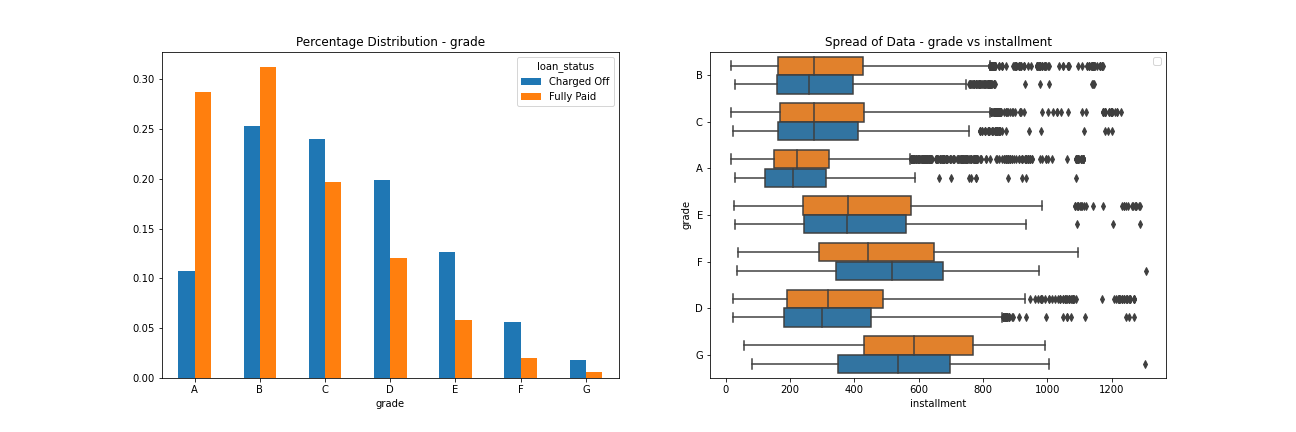 Percentage Distribution - grade
loan_status
Charged Off
Fully Paid
0.30
0.25
0.20
0.15
0.10
0.05
0.00
A B C D E F G
grade
Spread of Data - grade vs installment
grade
B
C
A
E
F
D
G
0 200 400 600 800 1000 1200
installment